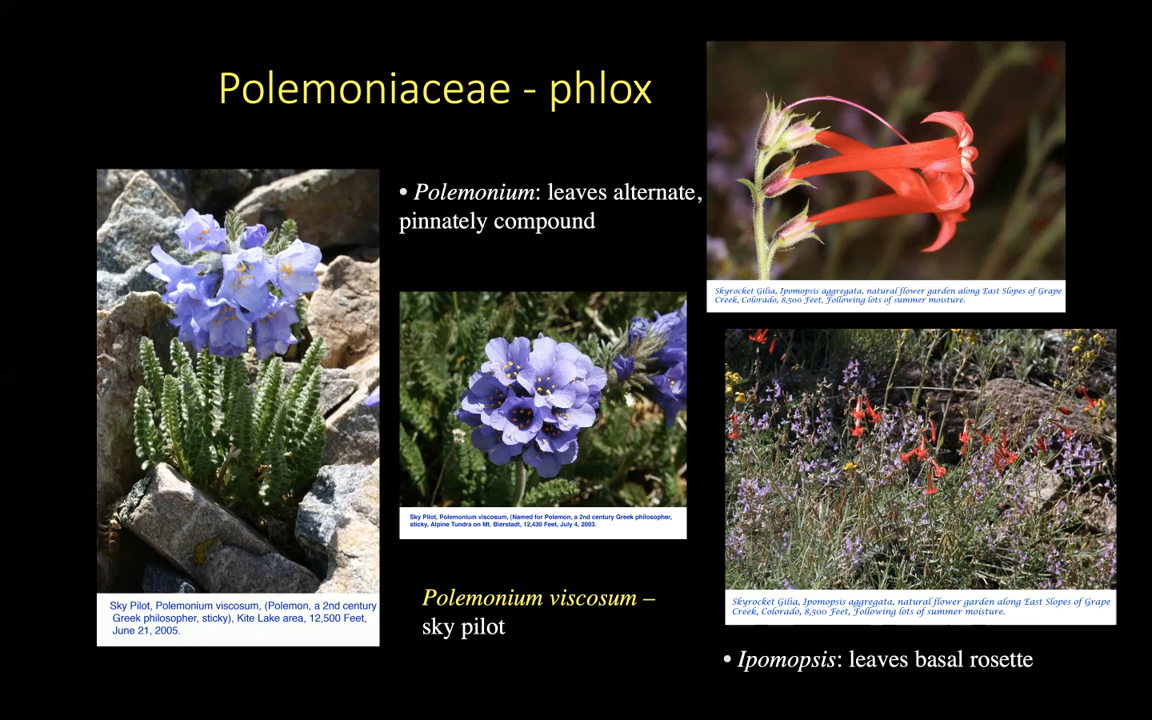 Polemoniaceae - phlox
• Polemonium: leaves alternate,
pinnately compound
Skyrocket Gilia, Ipomopsis aggregata, natural flower garden along East Slopes of Grape
Creek, Colorado, 8,500 Feet, Following lots of summer moisture.
Sky Pilot, Polemonium viscosum, (Named for Polemon, a 2nd century Greek philosopher,
sticky, Alpine Tundra on Mt. Bierstadt, 12,430 Feet, July 4, 2003.
Sky Pilot, Polemonium viscosum, (Polemon, a 2nd century
Greek philosopher, sticky), Kite Lake area, 12,500 Feet,
June 21, 2005.
Polemonium viscosum –
sky pilot
Skyrocket Gilia, Ipomopsis aggregata, natural flower garden along East Slopes of Grape
Creek, Colorado, 8,500 Feet, Following lots of summer moisture.
• Ipomopsis: leaves basal rosette